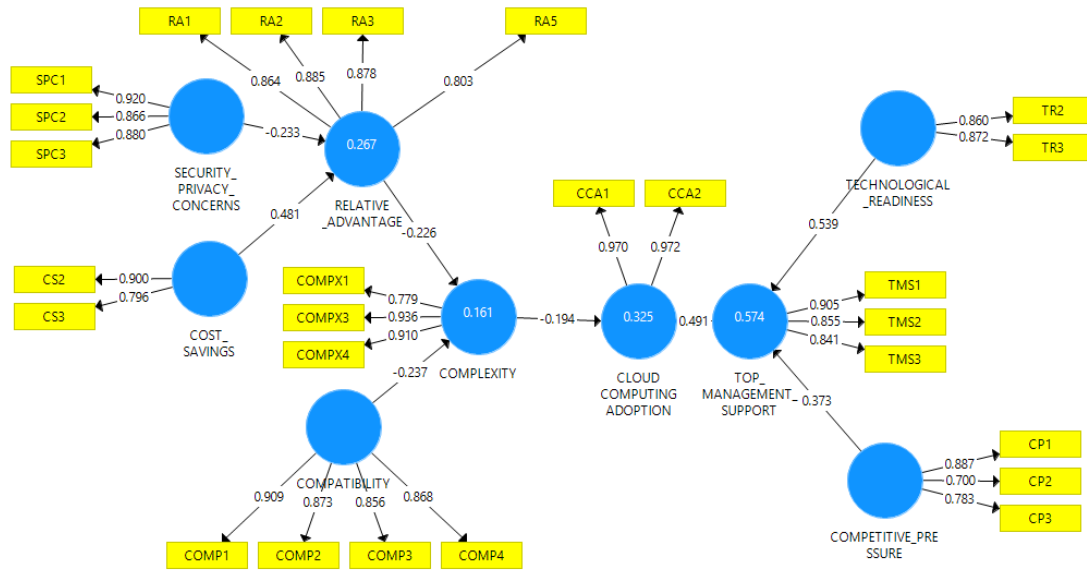 RA1
RA2
RA3
RA5
0.864
0.885
0.878
0.803
SPC1
SPC2
SPC3
0.920
0.866
0.880
SECURITY_
PRIVACY_
CONCERNS
-0.233
0.267
RELATIVE
_ADVANTAGE
0.481
CS2
CS3
0.900
0.796
COST_
SAVINGS
-0.226
COMPX1
COMPX3
COMPX4
0.779
0.936
0.910
0.161
COMPLEXITY
-0.237
COMPATIBILITY
0.909
0.873
0.856
0.868
COMP1
COMP2
COMP3
COMP4
-0.194
CCA1
CCA2
0.970
0.972
0.325
CLOUD
COMPUTING
ADOPTION
0.491
0.574
TOP_
MANAGEMENT_
SUPPORT
0.905
0.855
0.841
TMS1
TMS2
TMS3
TECHNOLOGICAL
_READINESS
0.860
0.872
TR2
TR3
0.539
0.373
COMPETITIVE_PRE
SSURE
0.887
0.700
0.783
CP1
CP2
CP3